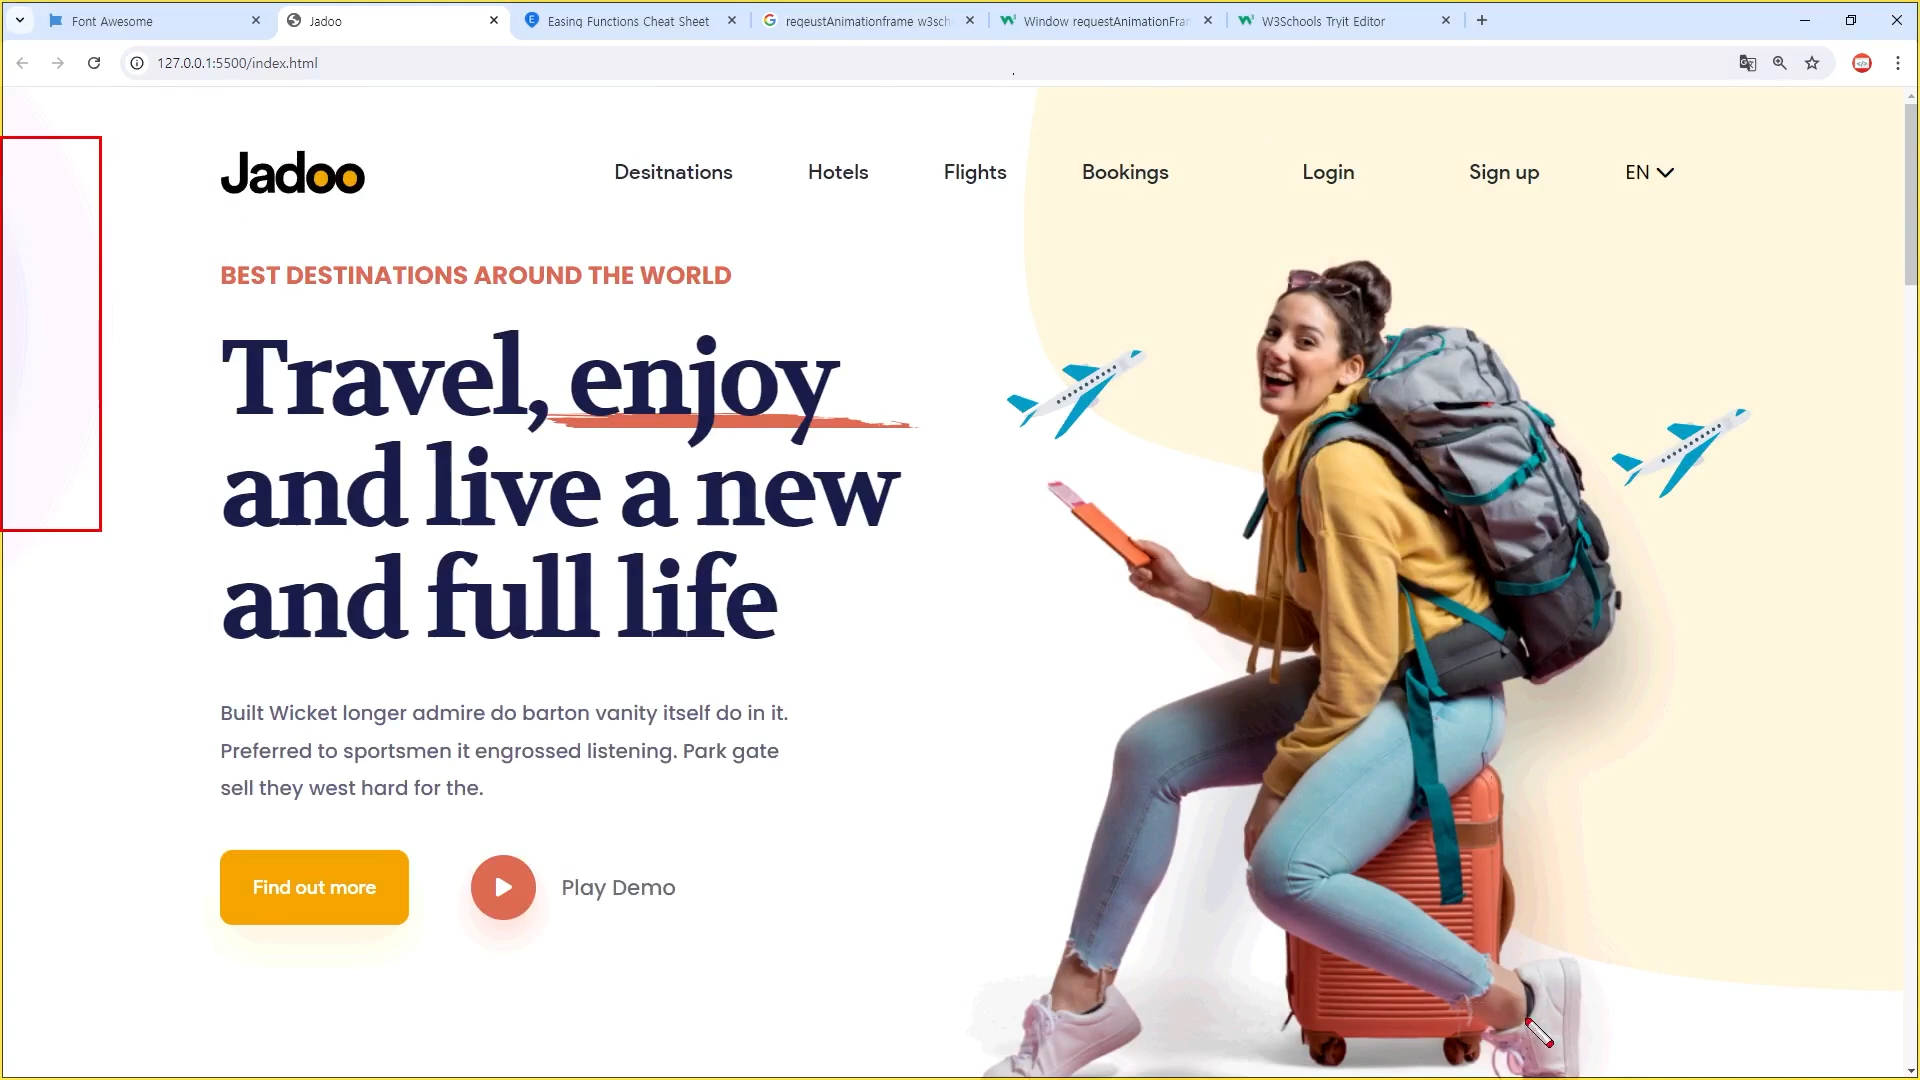 Font Awesome
Jadoo
Easing Functions Cheat Sheet
reqeustAnimationframe w3sch
Window requestAnimationFran
W3Schools Tryit Editor
127.0.0.1:5500/index.html
Jadoo
Desitnations
Hotels
Flights
Bookings
Login
Sign up
EN
BEST DESTINATIONS AROUND THE WORLD
Travel, enjoy
and live a new
and full life
Built Wicket longer admire do barton vanity itself do in it.
Preferred to sportsmen it engrossed listening. Park gate
sell they west hard for the.
Find out more
Play Demo